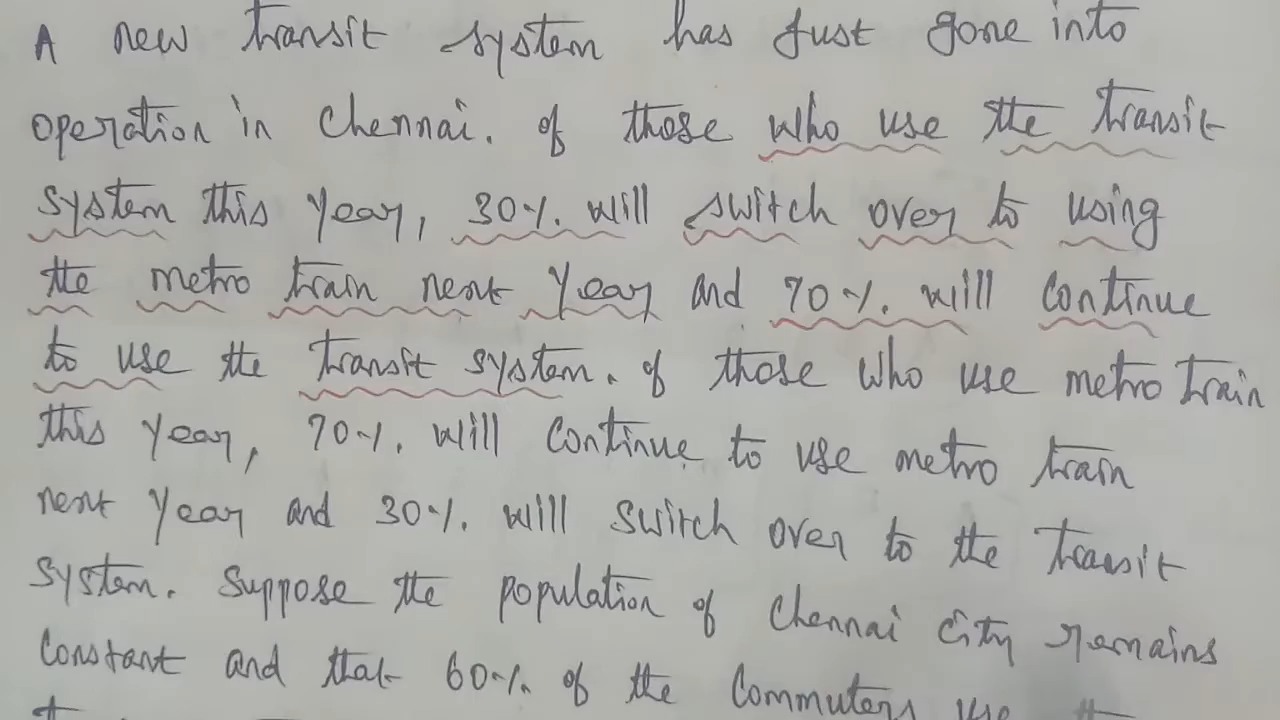 A new transit system has just gone into
operation in Chennai. of those who use the transit
system this year, 30%. will switch over to using
the metro train next year and 70%. will continue
to use the transit system. of those who use metro train
this year, 70%. will continue to use metro train
next year and 30%. will switch over to the transit
system. Suppose the population of Chennai city remains
constant and that 60%. of the commuters use the